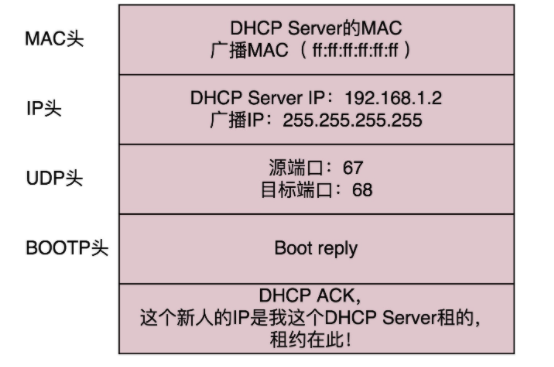 MAC头
DHCP Server的MAC
广播MAC（ff:ff:ff:ff:ff:ff）
IP头
DHCP Server IP：192.168.1.2
广播IP：255.255.255.255
UDP头
源端口：67
目标端口：68
BOOTP头
Boot reply
DHCP ACK，
这个新人的IP是我这个DHCP Server租的，
租约在此！